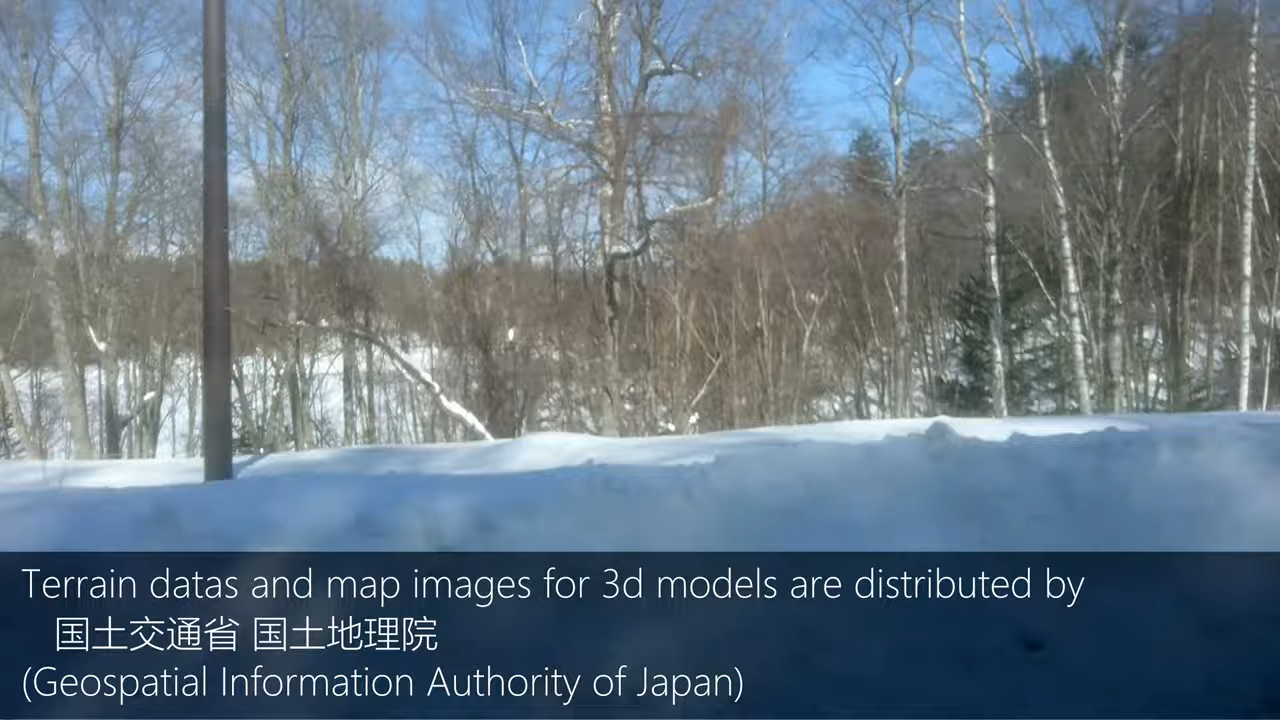 Terrain datas and map images for 3d models are distributed by
国土交通省 国土地理院
(Geospatial Information Authority of Japan)